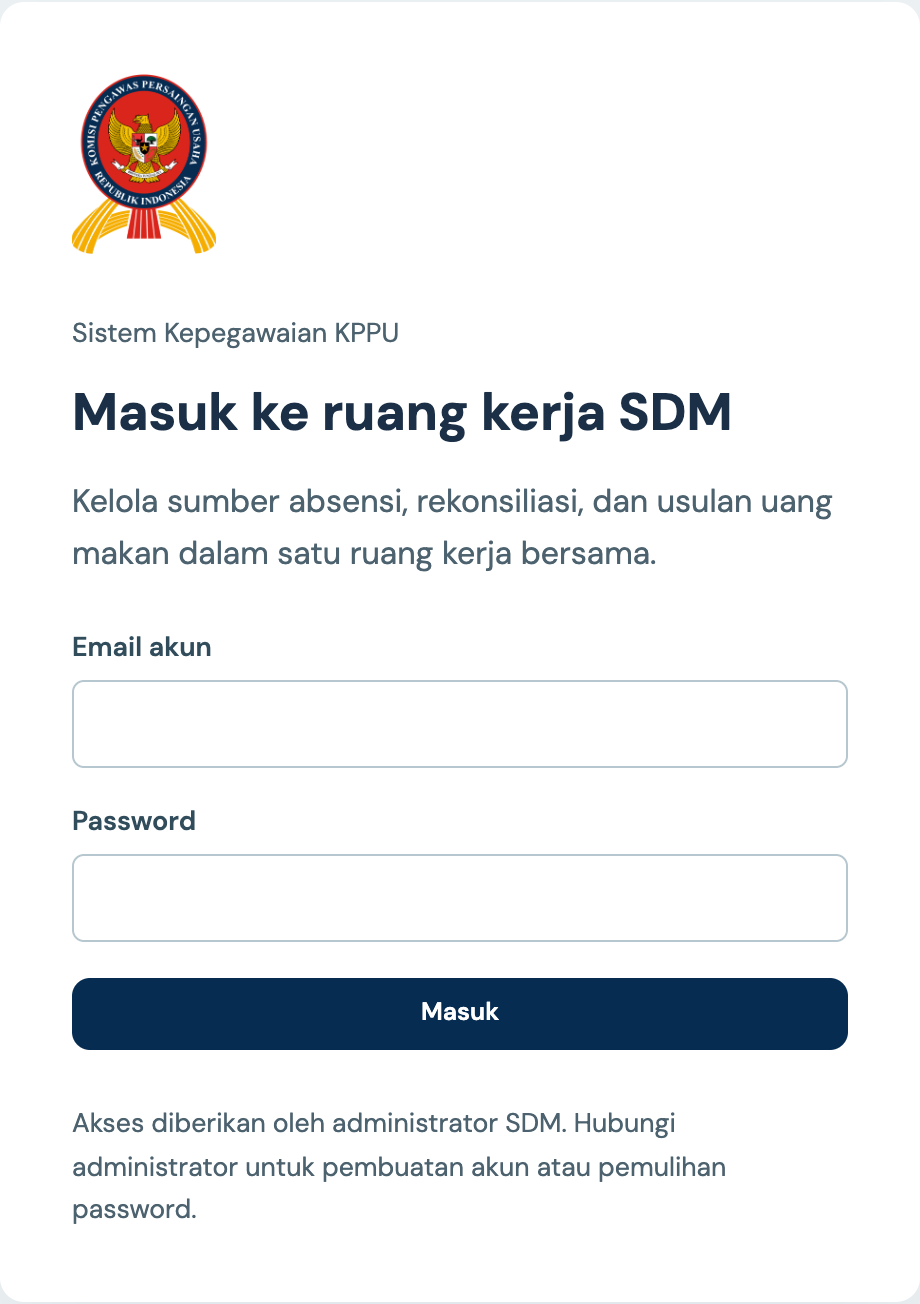 KOMISI PENGAWAS PERSAINGAN USAHA
REPUBLIK INDONESIA
Sistem Kepegawaian KPPU
Masuk ke ruang kerja SDM
Kelola sumber absensi, rekonsiliasi, dan usulan uang
makan dalam satu ruang kerja bersama.
Email akun
Password
Masuk
Akses diberikan oleh administrator SDM. Hubungi
administrator untuk pembuatan akun atau pemulihan
password.